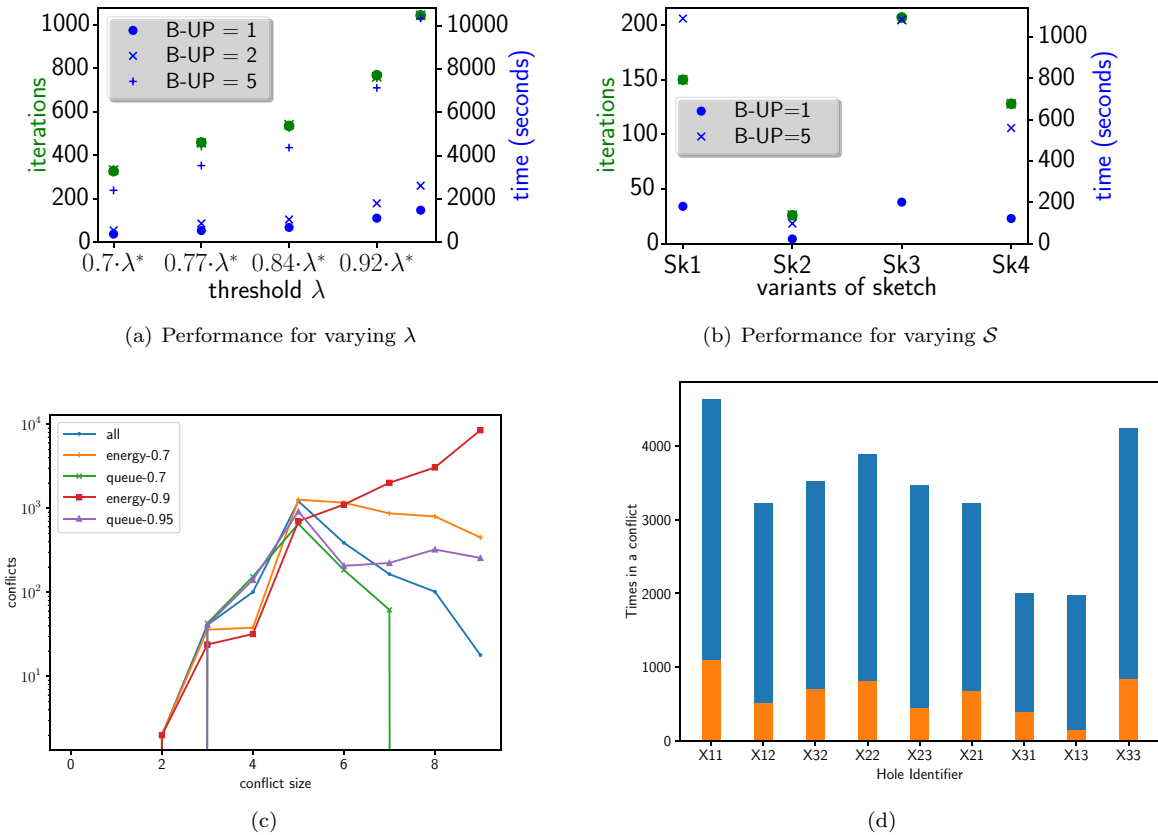 1000
800
600
400
200
0
iterations
B-UP = 1
B-UP = 2
B-UP = 5
10000
8000
6000
4000
2000
0
time (seconds)
0.7·λ* 0.77·λ* 0.84·λ* 0.92·λ*
threshold λ
(a) Performance for varying λ
200
150
100
50
0
iterations
B-UP=1
B-UP=5
1000
800
600
400
200
0
time (seconds)
Sk1 Sk2 Sk3 Sk4
variants of sketch
(b) Performance for varying S
10^4
10^3
10^2
10^1
conflicts
all
energy-0.7
queue-0.7
energy-0.9
queue-0.95
0 2 4 6 8
conflict size
(c)
4000
3000
2000
1000
0
Times in a conflict
X11 X12 X32 X22 X23 X21 X31 X13 X33
Hole Identifier
(d)